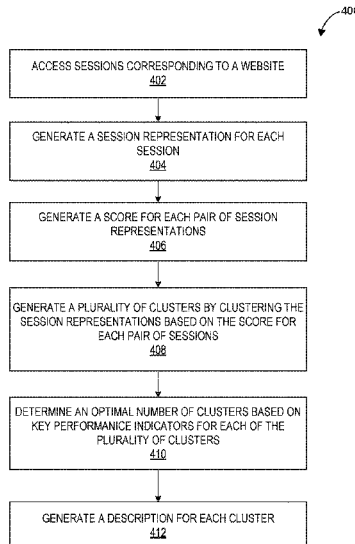 400
ACCESS SESSIONS CORRESPONDING TO A WEBSITE
402
GENERATE A SESSION REPRESENTATION FOR EACH
SESSION
404
GENERATE A SCORE FOR EACH PAIR OF SESSION
REPRESENTATIONS
406
GENERATE A PLURALITY OF CLUSTERS BY CLUSTERING THE
SESSION REPRESENTATIONS BASED ON THE SCORE FOR
EACH PAIR OF SESSIONS
408
DETERMINE AN OPTIMAL NUMBER OF CLUSTERS BASED ON
KEY PERFORMANCE INDICATORS FOR EACH OF THE
PLURALITY OF CLUSTERS
410
GENERATE A DESCRIPTION FOR EACH CLUSTER
412